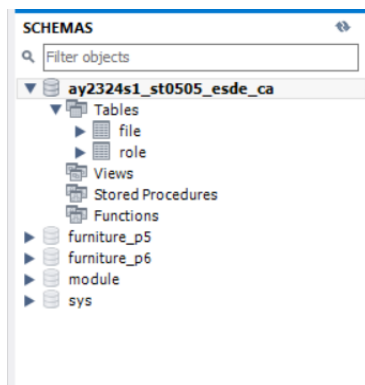 SCHEMAS
Filter objects
ay2324s1_st0505_esde_ca
Tables
file
role
Views
Stored Procedures
Functions
furniture_p5
furniture_p6
module
sys